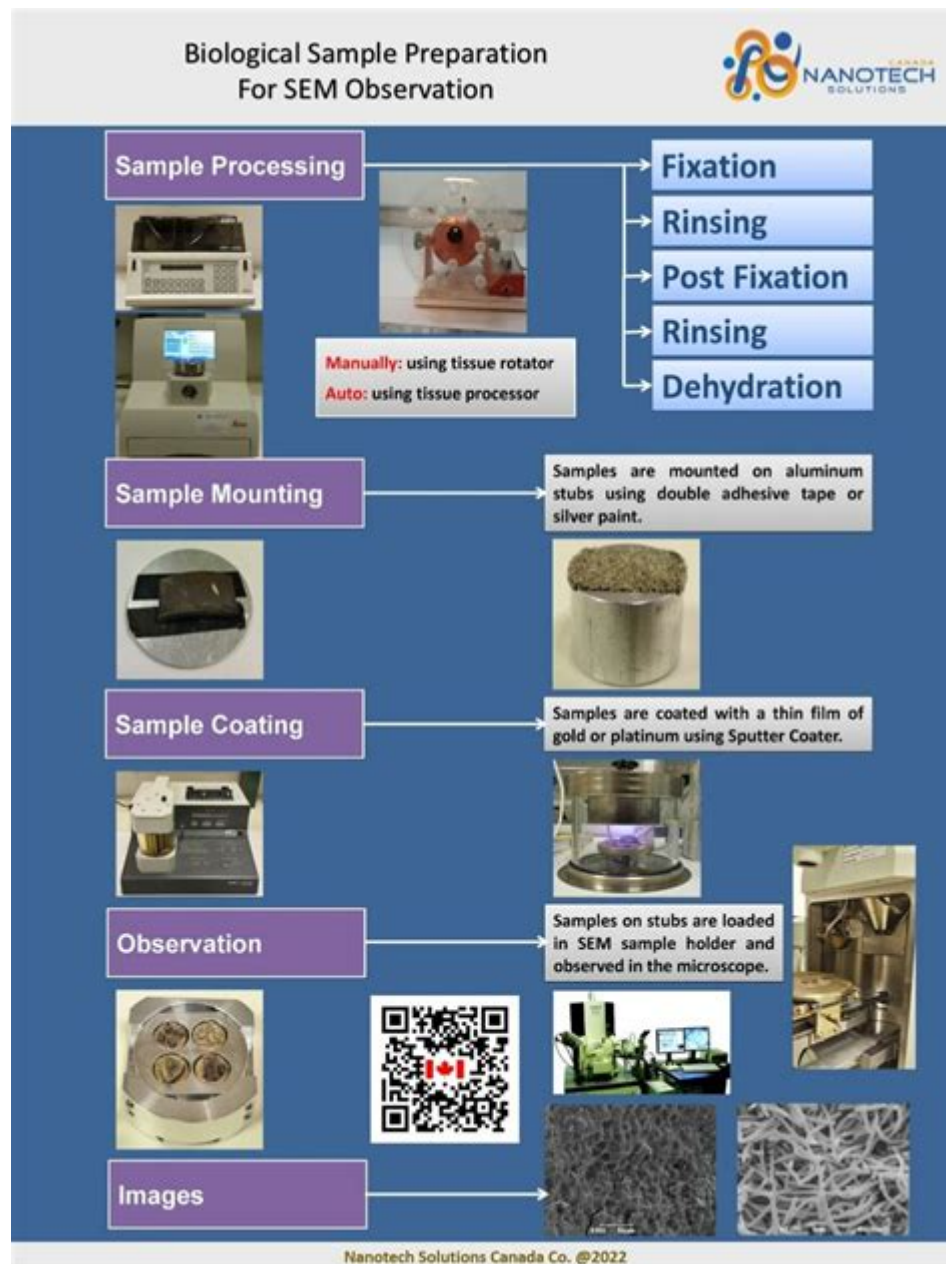 Biological Sample Preparation
For SEM Observation
CANADA
NANOTECH
SOLUTIONS
Sample Processing
Fixation
Rinsing
Post Fixation
Rinsing
Dehydration
Manually: using tissue rotator
Auto: using tissue processor
Sample Mounting
Samples are mounted on aluminum
stubs using double adhesive tape or
silver paint.
Sample Coating
Samples are coated with a thin film of
gold or platinum using Sputter Coater.
Observation
Samples on stubs are loaded
in SEM sample holder and
observed in the microscope.
Images
Nanotech Solutions Canada Co. @2022